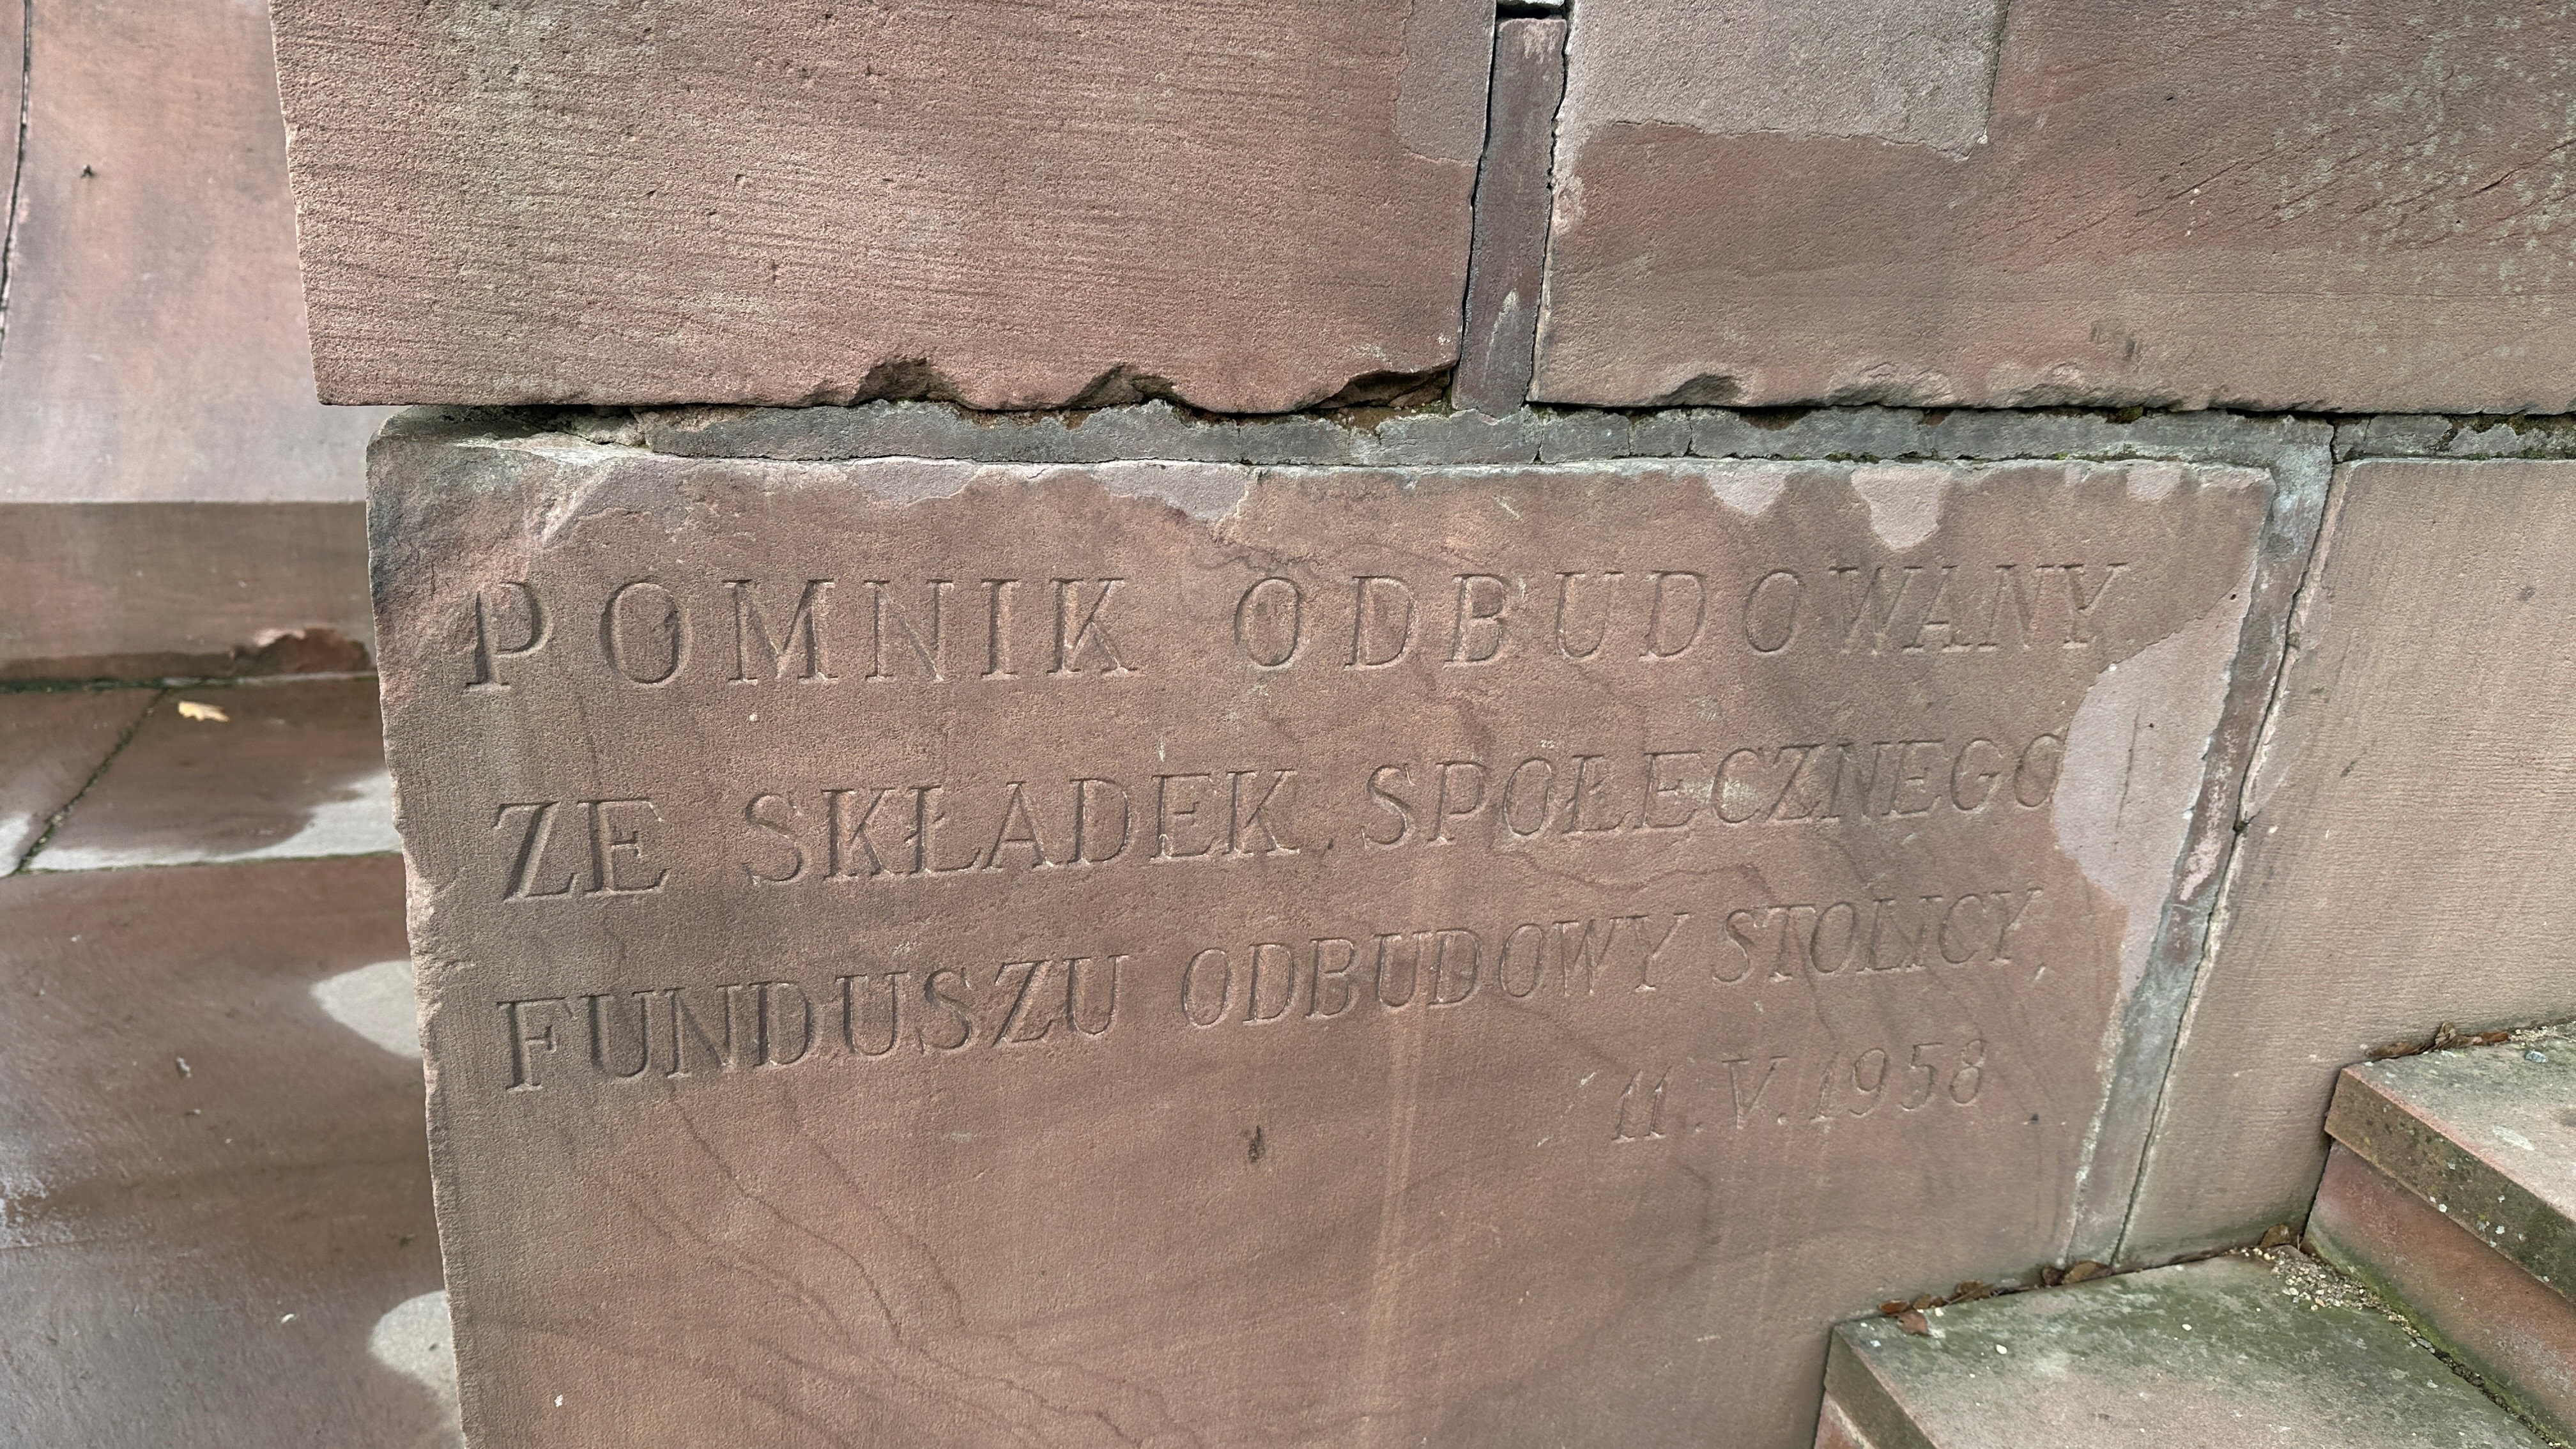 POMNIK ODBUDOWANY
ZE SKŁADEK SPOŁECZNEGO
FUNDUSZU ODBUDOWY STOLICY,
11.V.1958